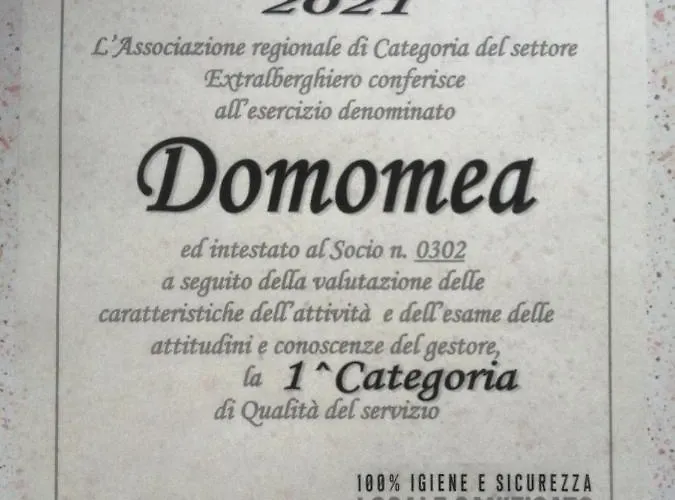 2021
L'Associazione regionale di Categoria del settore
Extralberghiero conferisce
all'esercizio denominato
Domomea
ed intestato al Socio n. 0302
a seguito della valutazione delle
caratteristiche dell'attività e dell'esame delle
attitudini e conoscenze del gestore,
la 1^Categoria
di Qualità del servizio
100% IGIENE E SICUREZZA
LOCALE SANIFICATO